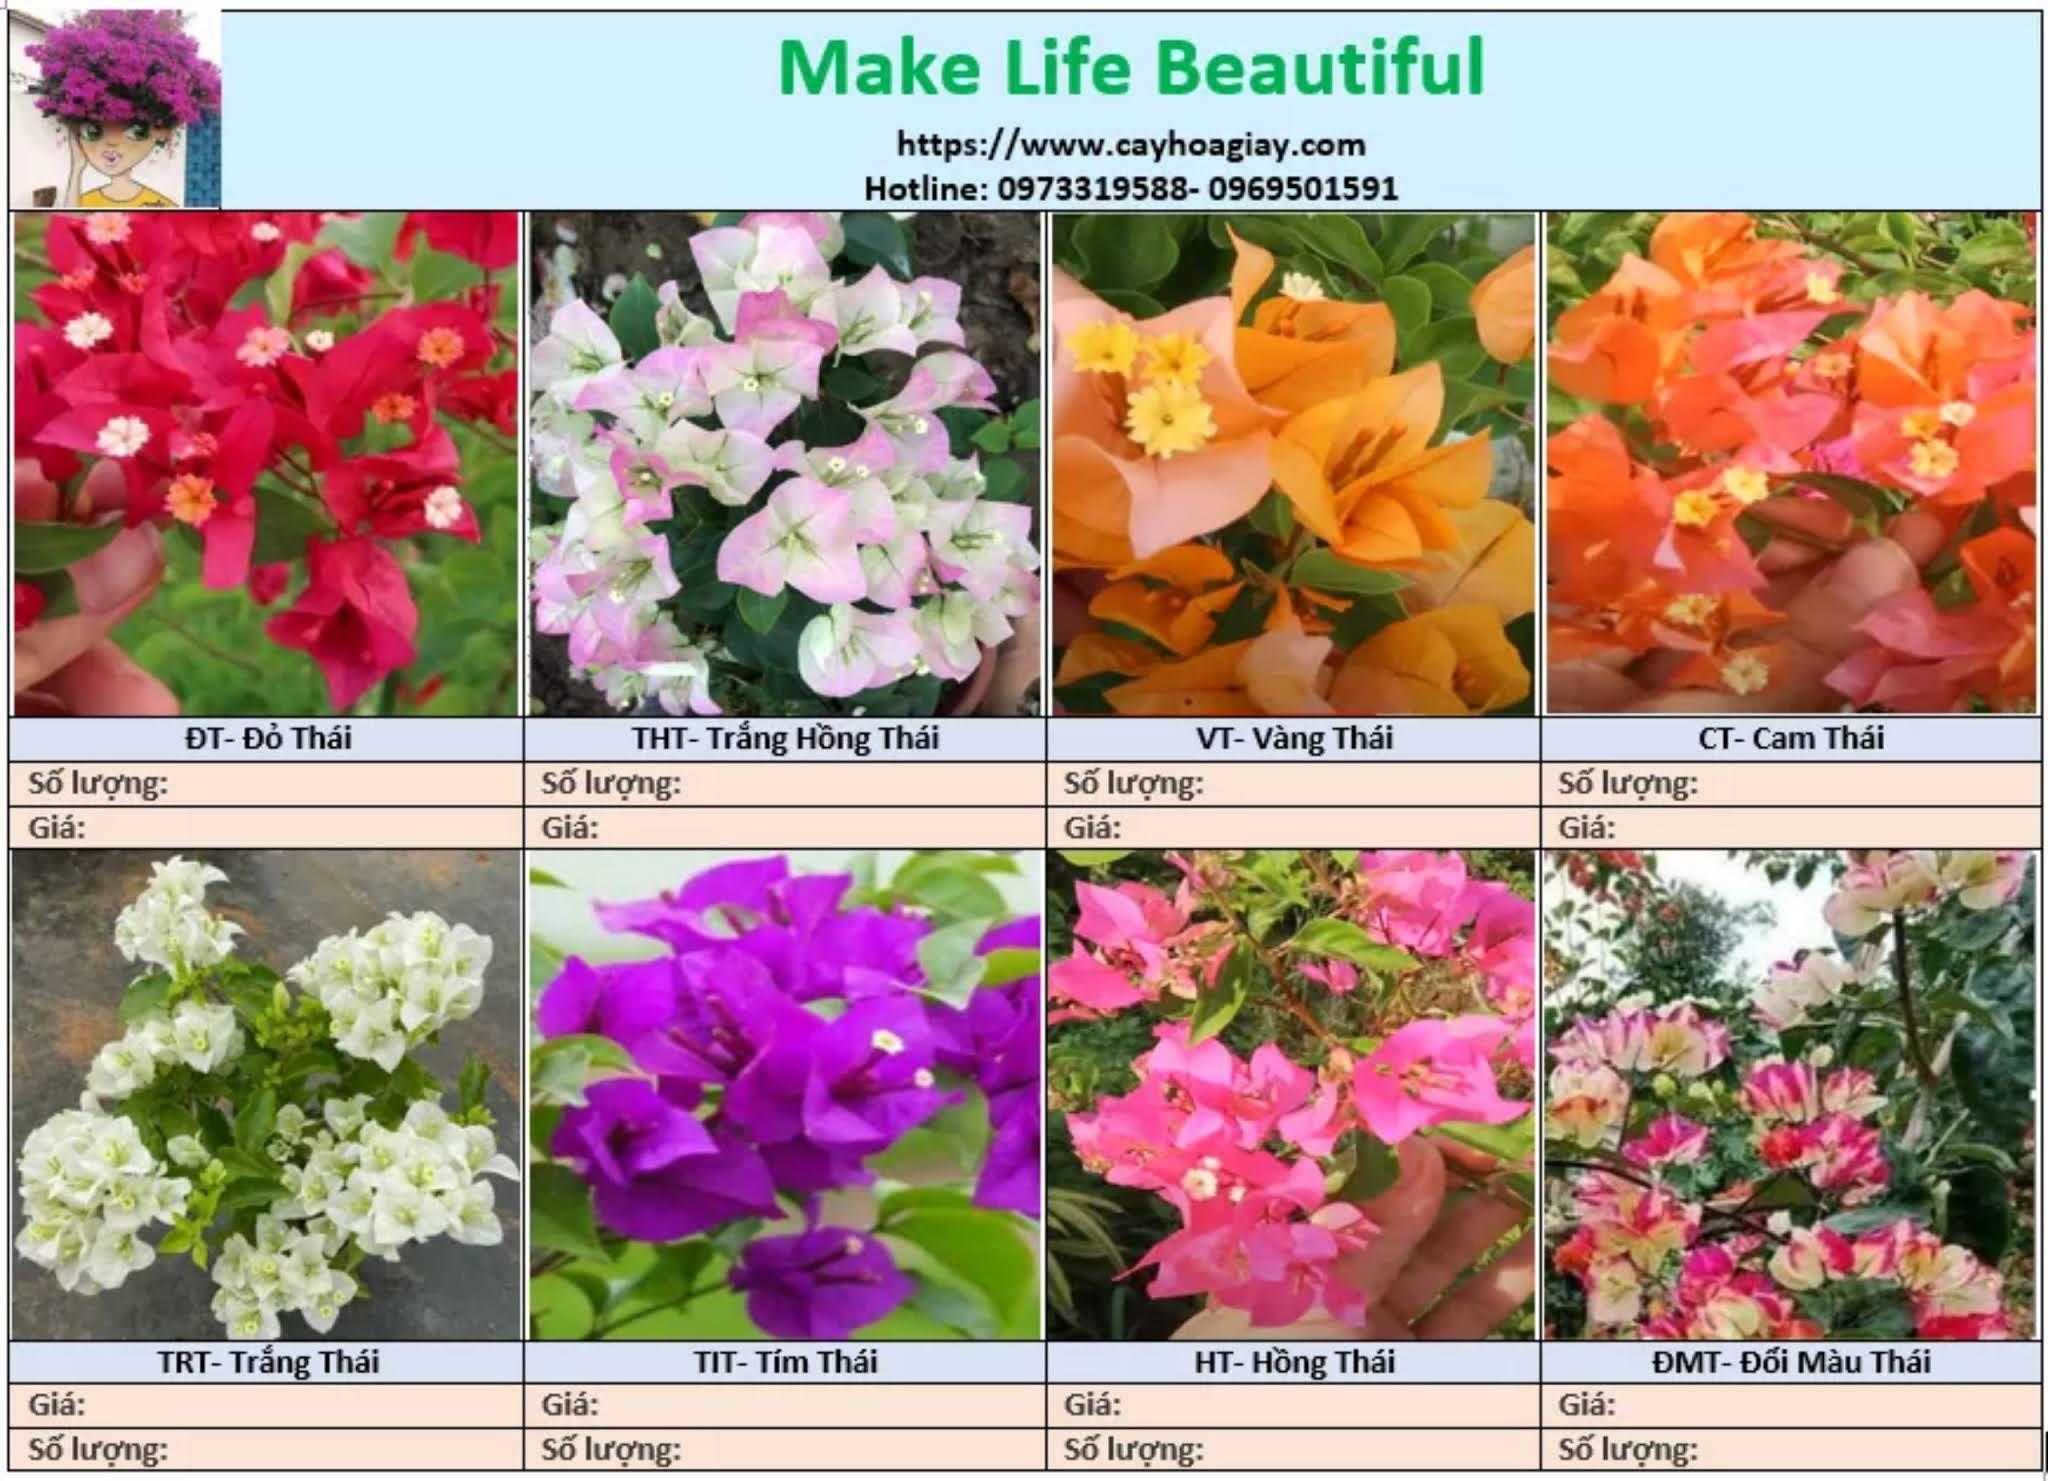 Make Life Beautiful
https://www.cayhoagiay.com
Hotline: 0973319588- 0969501591
ĐT- Đỏ Thái
THT- Trắng Hồng Thái
VT- Vàng Thái
CT- Cam Thái
Số lượng:
Số lượng:
Số lượng:
Số lượng:
Giá:
Giá:
Giá:
Giá:
TRT- Trắng Thái
TIT- Tím Thái
HT- Hồng Thái
ĐMT- Đổi Màu Thái
Giá:
Giá:
Giá:
Giá:
Số lượng:
Số lượng:
Số lượng:
Số lượng: